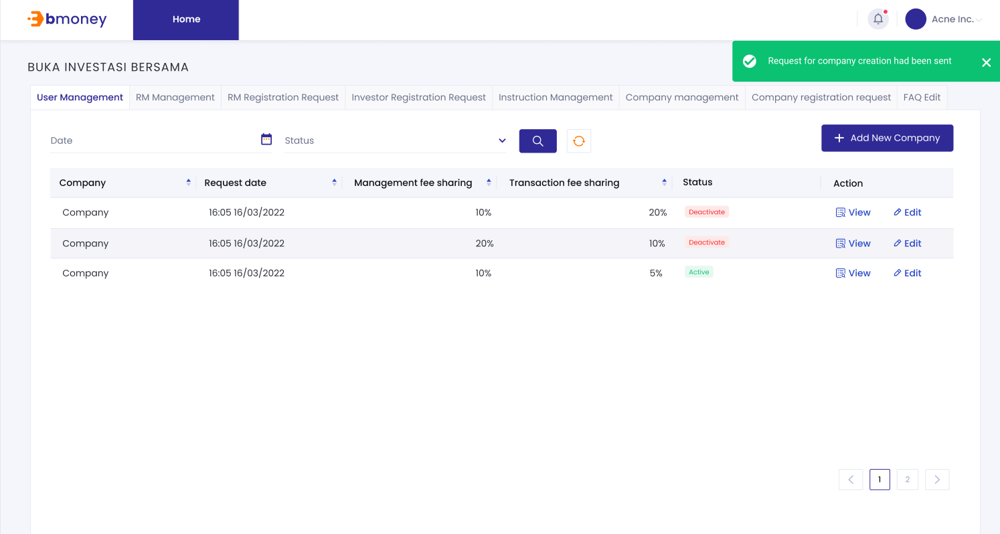 bmoney
Home
Acne Inc.
Request for company creation had been sent
BUKA INVESTASI BERSAMA
User Management
RM Management
RM Registration Request
Investor Registration Request
Instruction Management
Company management
Company registration request
FAQ Edit
Date
Status
Add New Company
Company Request date Management fee sharing Transaction fee sharing Status Action
Company 16:05 16/03/2022 10% 20% Deactivate View Edit
Company 16:05 16/03/2022 20% 10% Deactivate View Edit
Company 16:05 16/03/2022 10% 5% Active View Edit
1 2